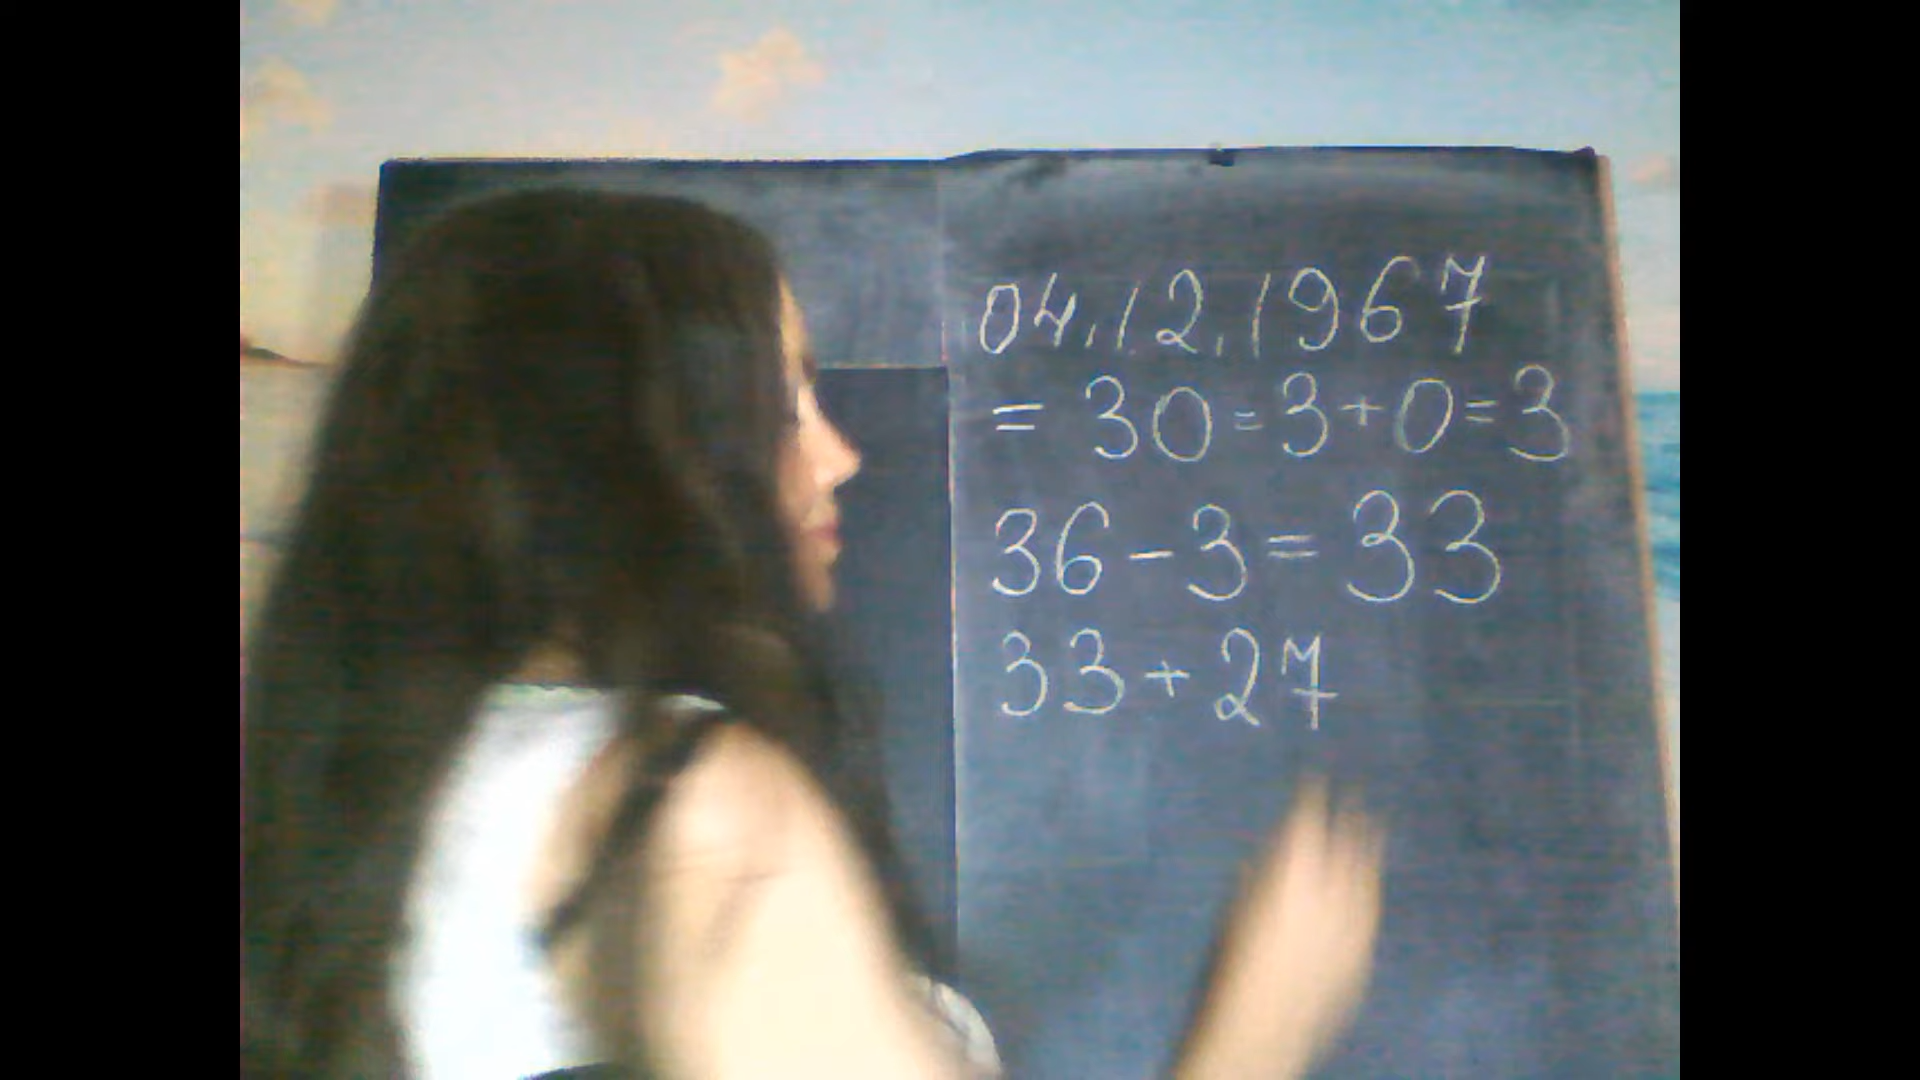 04.12.1967
= 30 = 3 + 0 = 3
36 - 3 = 33
33 + 27